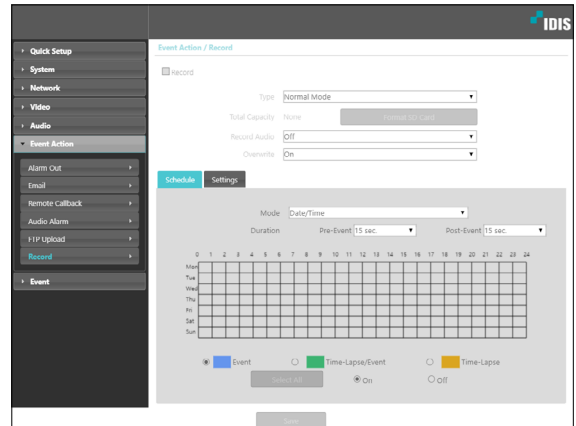 IDIS
Quick Setup
System
Network
Video
Audio
Event Action
Alarm Out
Email
Remote Callback
Audio Alarm
FTP Upload
Record
Event
Event Action / Record
Record
Type Normal Mode
Total Capacity None Format SD Card
Record Audio Off
Overwrite On
Schedule Settings
Mode Date/Time
Duration Pre-Event 15 sec. Post-Event 15 sec.
0 1 2 3 4 5 6 7 8 9 10 11 12 13 14 15 16 17 18 19 20 21 22 23 24
Mon
Tue
Wed
Thu
Fri
Sat
Sun
Event Time-Lapse/Event Time-Lapse
Select All On Off
Save